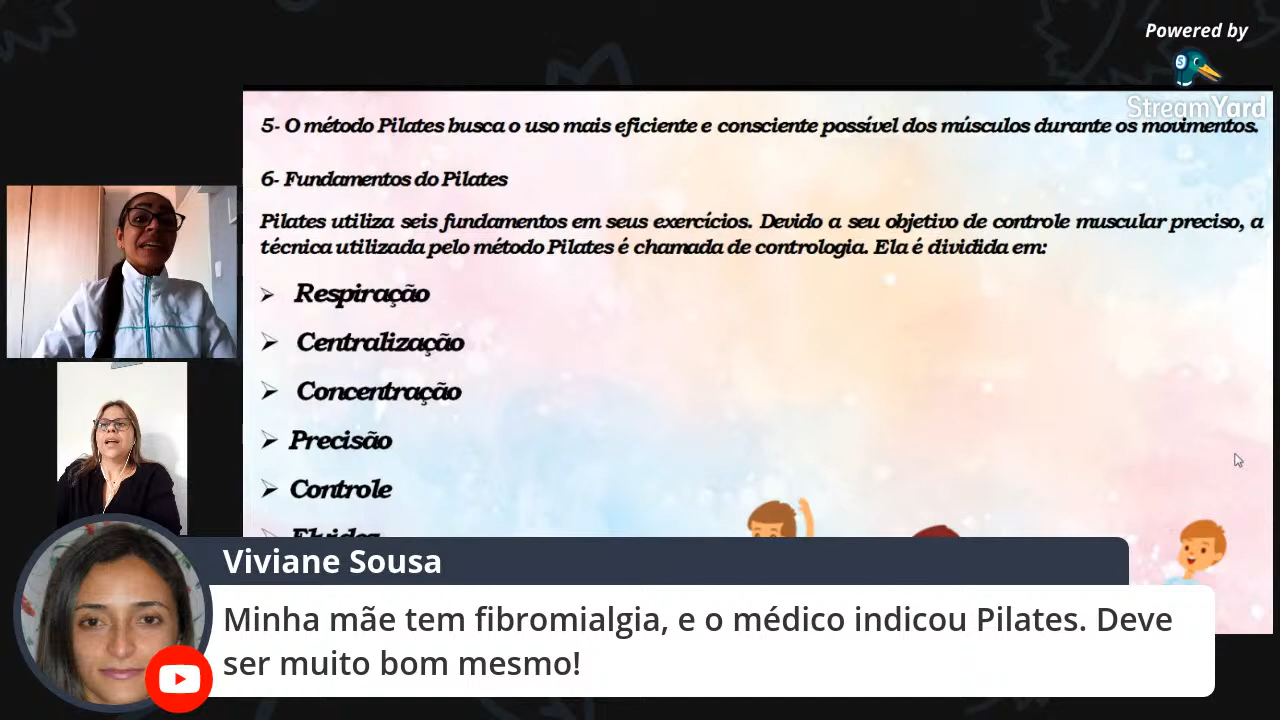 Powered by
StreamYard
5- O método Pilates busca o uso mais eficiente e consciente possível dos músculos durante os movimentos.
6- Fundamentos do Pilates
Pilates utiliza seis fundamentos em seus exercícios. Devido a seu objetivo de controle muscular preciso, a
técnica utilizada pelo método Pilates é chamada de contrologia. Ela é dividida em:
➢ Respiração
➢ Centralização
➢ Concentração
➢ Precisão
➢ Controle
Viviane Sousa
Minha mãe tem fibromialgia, e o médico indicou Pilates. Deve
ser muito bom mesmo!